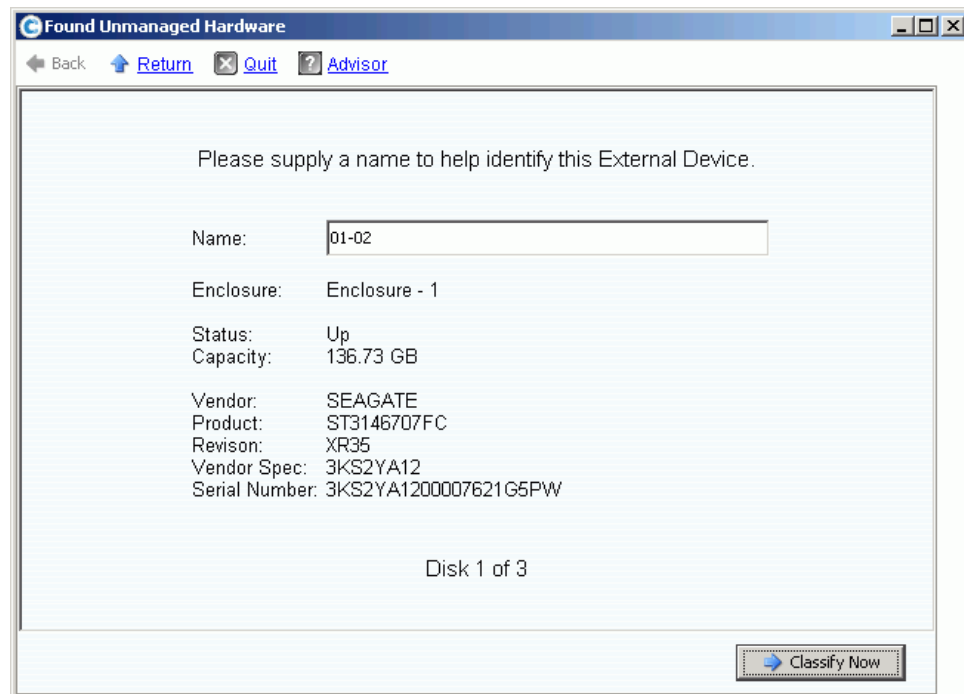 Found Unmanaged Hardware
Back Return Quit Advisor
Please supply a name to help identify this External Device.
Name: 01-02
Enclosure: Enclosure - 1
Status: Up
Capacity: 136.73 GB
Vendor: SEAGATE
Product: ST3146707FC
Revison: XR35
Vendor Spec: 3KS2YA12
Serial Number: 3KS2YA1200007621G5PW
Disk 1 of 3
Classify Now